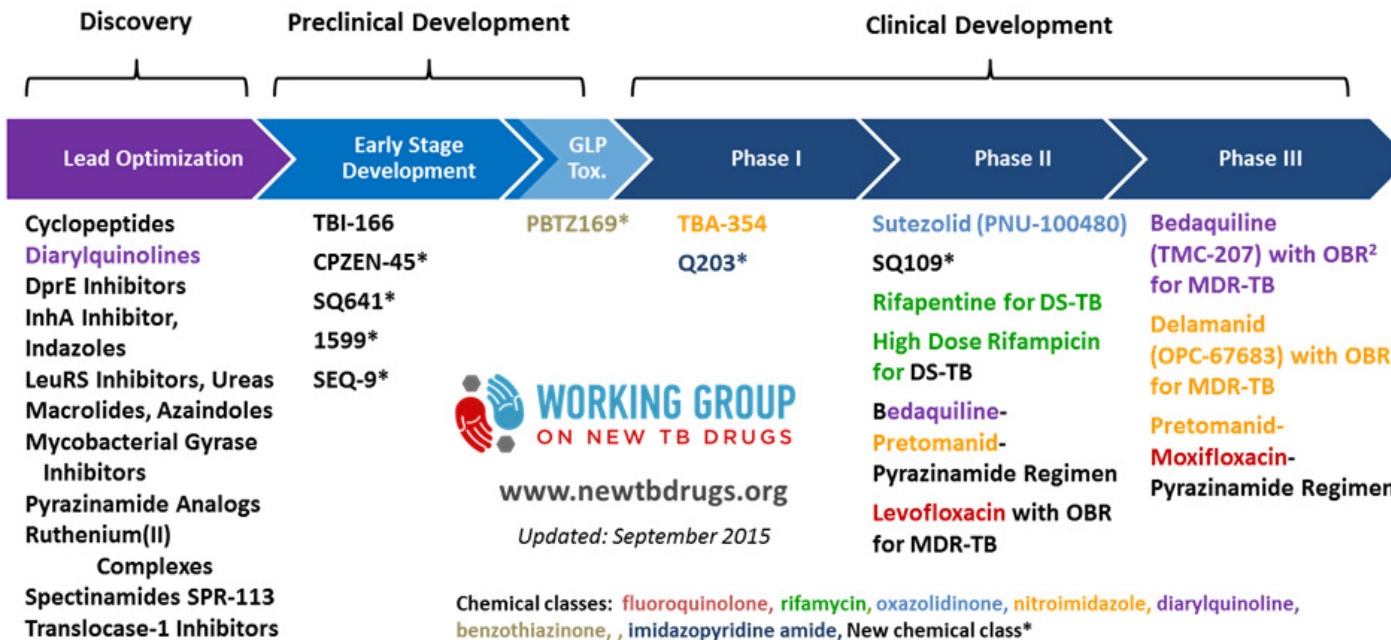 Discovery
Preclinical Development
Clinical Development
Lead Optimization
Early Stage
Development
GLP
Tox.
Phase I
Phase II
Phase III
Cyclopeptides
Diarylquinolines
DprE Inhibitors
InhA Inhibitor,
Indazoles
LeuRS Inhibitors, Ureas
Macrolides, Azaindoles
Mycobacterial Gyrase
Inhibitors
Pyrazinamide Analogs
Ruthenium(II)
Complexes
Spectinamides SPR-113
Translocase-1 Inhibitors
TBI-166
CPZEN-45*
SQ641*
1599*
SEQ-9*
PBTZ169*
TBA-354
Q203*
Sutezolid (PNU-100480)
SQ109*
Rifapentine for DS-TB
High Dose Rifampicin
for DS-TB
Bedaquiline-
Pretomanid-
Pyrazinamide Regimen
Levofloxacin with OBR
for MDR-TB
Bedaquiline
(TMC-207) with OBR²
for MDR-TB
Delamanid
(OPC-67683) with OBR
for MDR-TB
Pretomanid-
Moxifloxacin-
Pyrazinamide Regimen
WORKING GROUP
ON NEW TB DRUGS
www.newtbdrugs.org
Updated: September 2015
Chemical classes: fluoroquinolone, rifamycin, oxazolidinone, nitroimidazole, diarylquinoline,
benzothiazinone, , imidazopyridine amide, New chemical class*